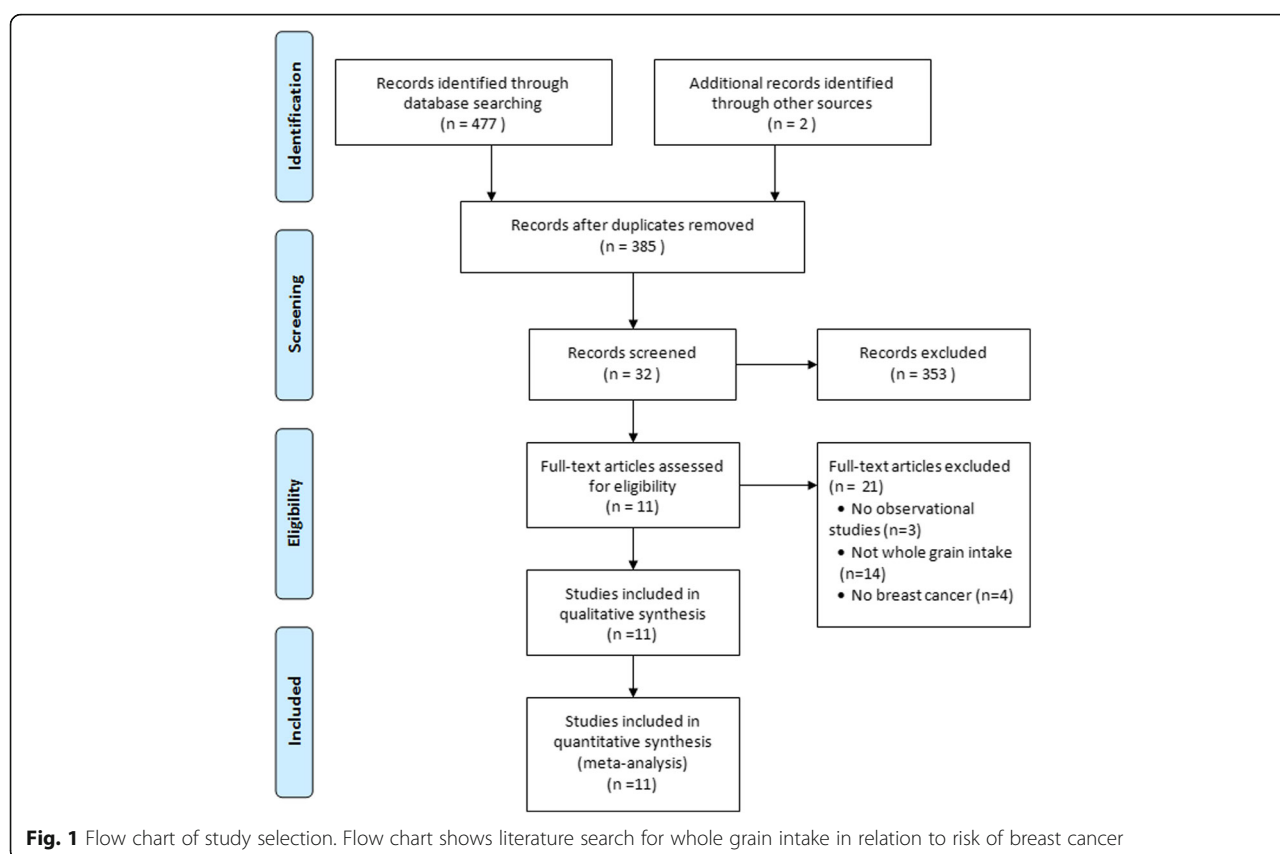 Identification
Records identified through
database searching
(n = 477 )
Additional records identified
through other sources
(n = 2 )
Records after duplicates removed
(n = 385 )
Screening
Records screened
(n = 32 )
Records excluded
(n = 353 )
Eligibility
Full-text articles assessed
for eligibility
(n = 11)
Full-text articles excluded
(n = 21)
• No observational
studies (n=3)
• Not whole grain intake
(n=14)
• No breast cancer (n=4)
Studies included in
qualitative synthesis
(n =11)
Included
Studies included in
quantitative synthesis
(meta-analysis)
(n =11)
Fig. 1 Flow chart of study selection. Flow chart shows literature search for whole grain intake in relation to risk of breast cancer